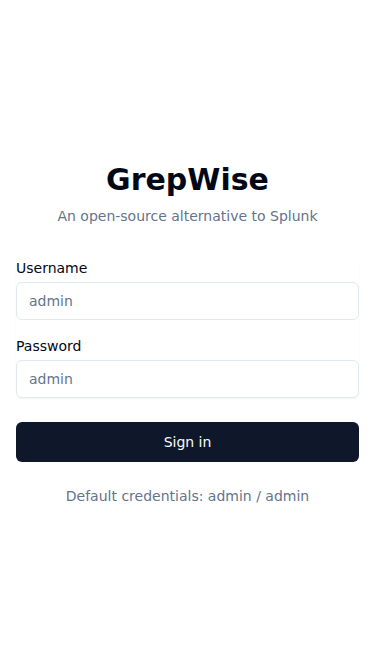 GrepWise
An open-source alternative to Splunk
Username
admin
Password
admin
Sign in
Default credentials: admin / admin